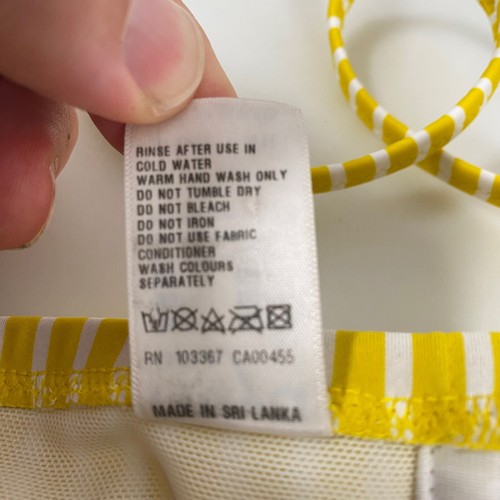 RINSE AFTER USE IN
COLD WATER
WARM HAND WASH ONLY
DO NOT TUMBLE DRY
DO NOT BLEACH
DO NOT IRON
DO NOT USE FABRIC
CONDITIONER
WASH COLOURS
SEPARATELY
RN 103367 CA00455
MADE IN SRI LANKA